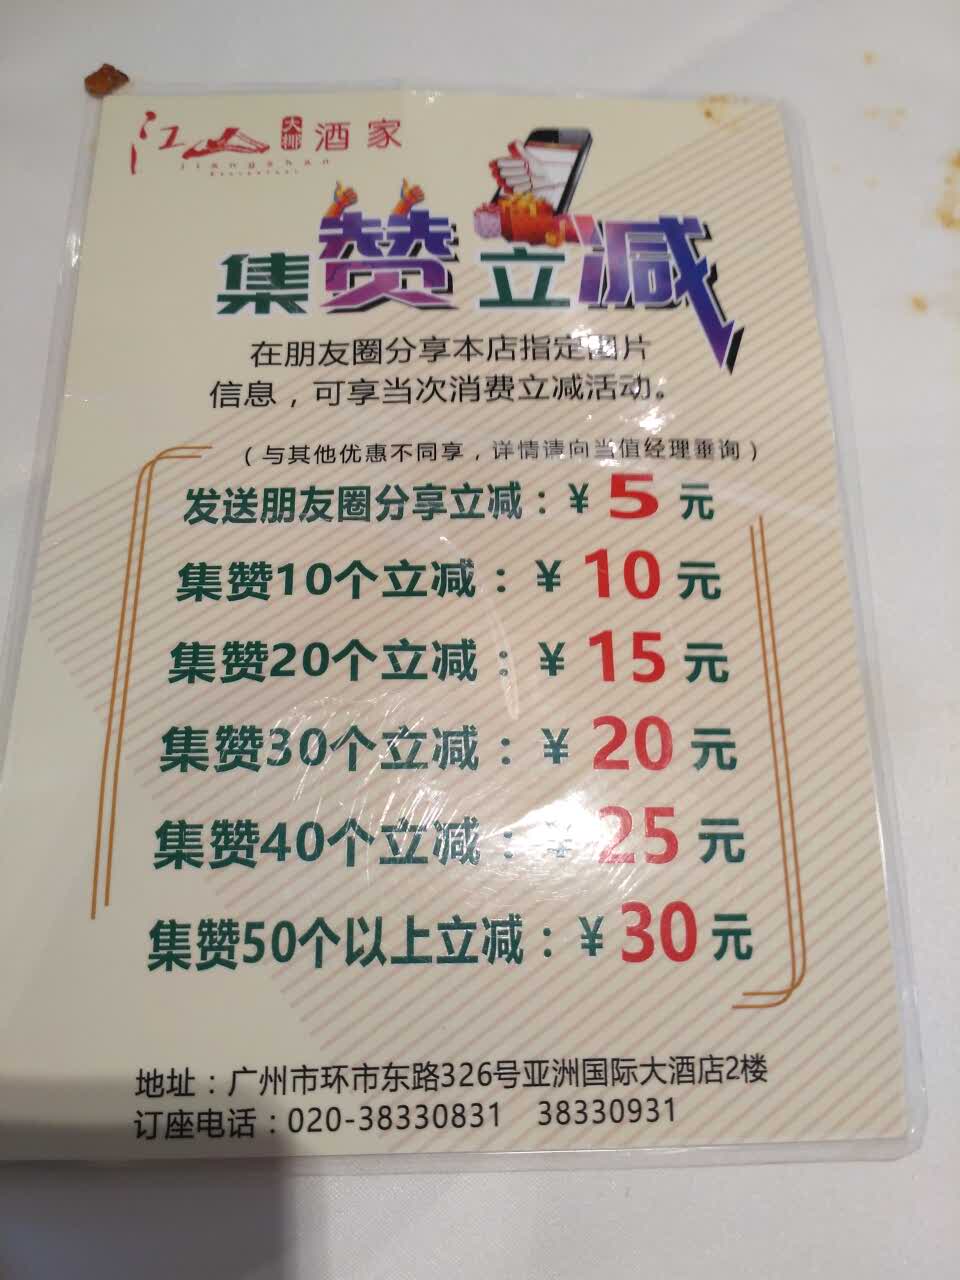 江山大排酒家
jiangshan
RESTAURANT
集赞立减
在朋友圈分享本店指定图片
信息，可享当次消费立减活动。
（与其他优惠不同享，详情请向当值经理垂询）
发送朋友圈分享立减：¥5元
集赞10个立减：¥10元
集赞20个立减：¥15元
集赞30个立减：¥20元
集赞40个立减：¥25元
集赞50个以上立减：¥30元
地址：广州市环市东路326号亚洲国际大酒店2楼
订座电话：020-38330831 38330931